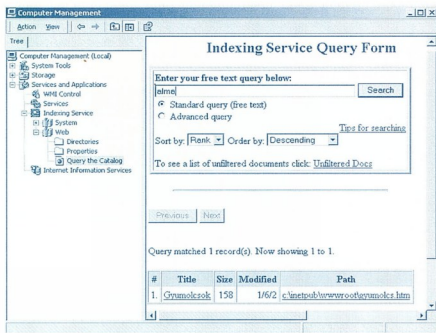 Computer Management
Action View
Tree
Computer Management (Local)
System Tools
Storage
Services and Applications
WMI Control
Services
Indexing Service
System
Web
Directories
Properties
Query the Catalog
Internet Information Services
Indexing Service Query Form
Enter your free text query below:
alma
Search
Standard query (free text)
Advanced query
Tips for searching
Sort by: Rank Order by: Descending
To see a list of unfiltered documents click: Unfiltered Docs
Previous Next
Query matched 1 record(s). Now showing 1 to 1.
# Title Size Modified Path
1. Gyumolcsok 158 1/6/2 c:\inetpub\wwwroot\gyumolcs.htm